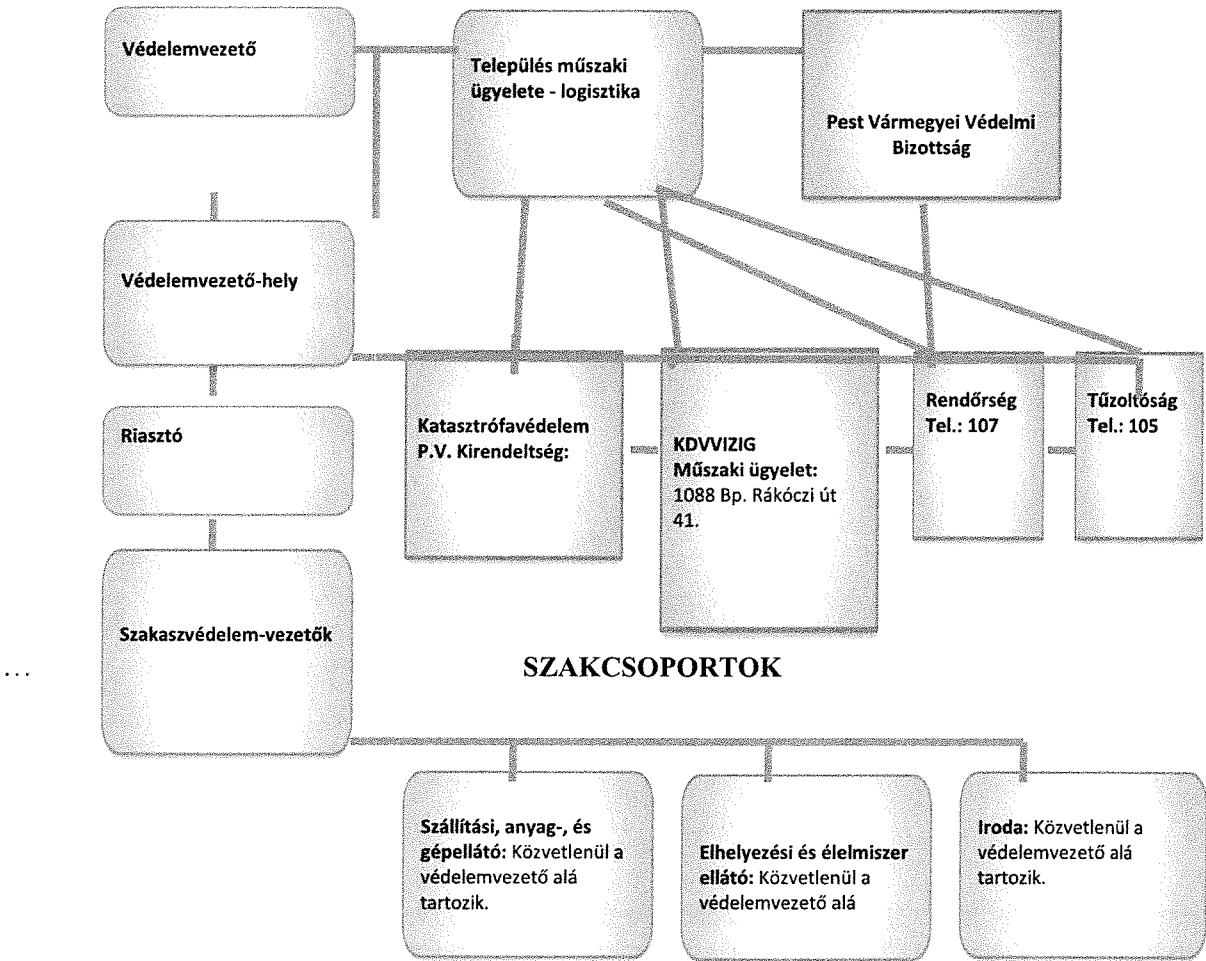 Védelemvezető
Település műszaki
ügyelete - logisztika
Pest Vármegyei Védelmi
Bizottság
Védelemvezető-hely
Riasztó
Katasztrófavédelem
P.V. Kirendeltség:
KDVVIZIG
Műszaki ügyelet:
1088 Bp. Rákóczi út
41.
Rendőrség
Tel.: 107
Tűzoltóság
Tel.: 105
Szakaszvédelem-vezetők
...
SZAKCSOPORTOK
Szállítási, anyag-, és
gépellátó: Közvetlenül a
védelemvezető alá
tartozik.
Elhelyezési és élelmiszer
ellátó: Közvetlenül a
védelemvezető alá
Iroda: Közvetlenül a
védelemvezető alá
tartozik.